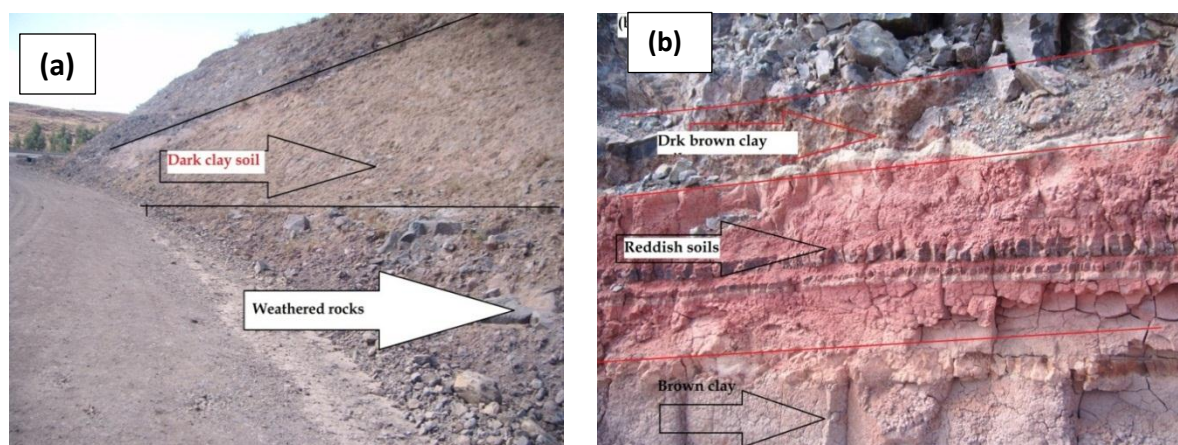 (a)
Dark clay soil
Weathered rocks
(b)
Drk brown clay
Reddish soils
Brown clay